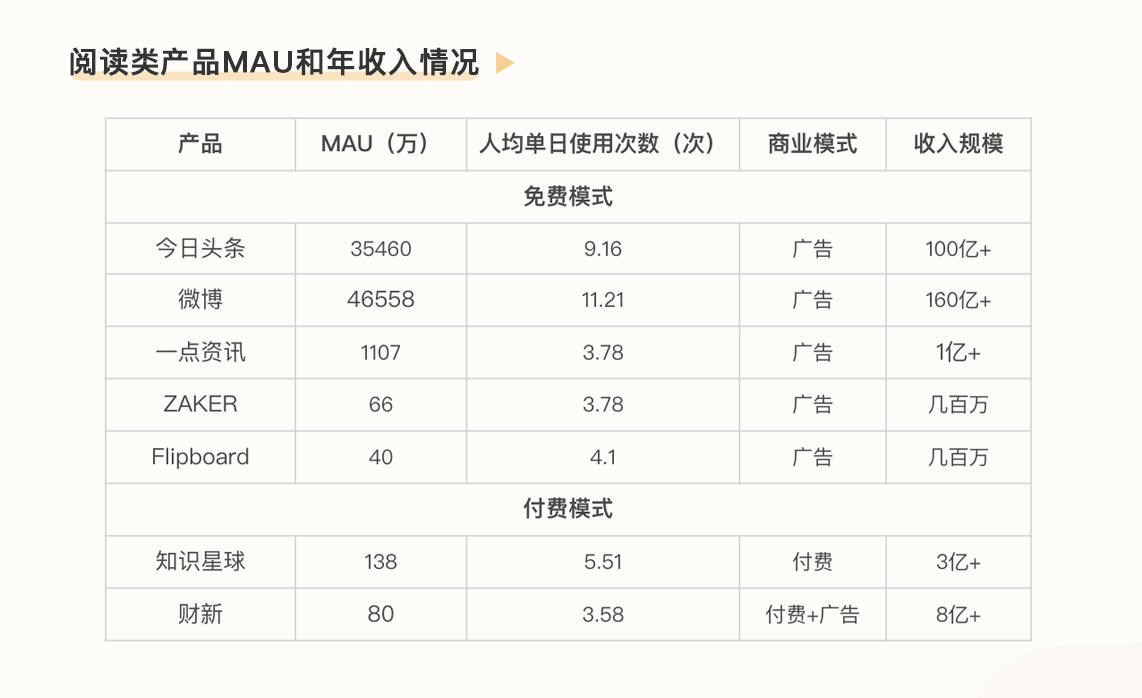 阅读类产品MAU和年收入情况
产品 MAU（万） 人均单日使用次数（次） 商业模式 收入规模
免费模式
今日头条 35460 9.16 广告 100亿+
微博 46558 11.21 广告 160亿+
一点资讯 1107 3.78 广告 1亿+
ZAKER 66 3.78 广告 几百万
Flipboard 40 4.1 广告 几百万
付费模式
知识星球 138 5.51 付费 3亿+
财新 80 3.58 付费+广告 8亿+